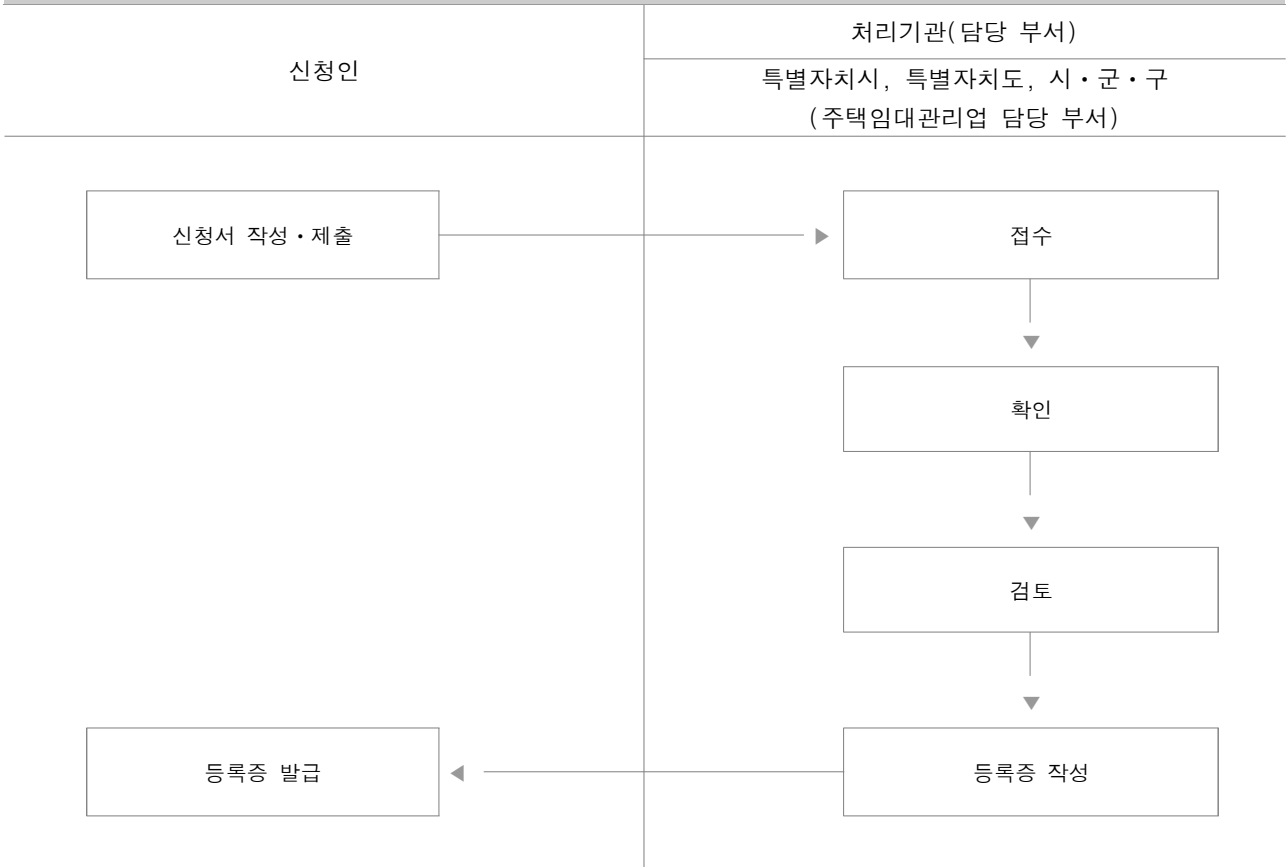 신청인
처리기관(담당 부서)
특별자치시, 특별자치도, 시・군・구
(주택임대관리업 담당 부서)
신청서 작성・제출
접수
확인
검토
등록증 발급
등록증 작성